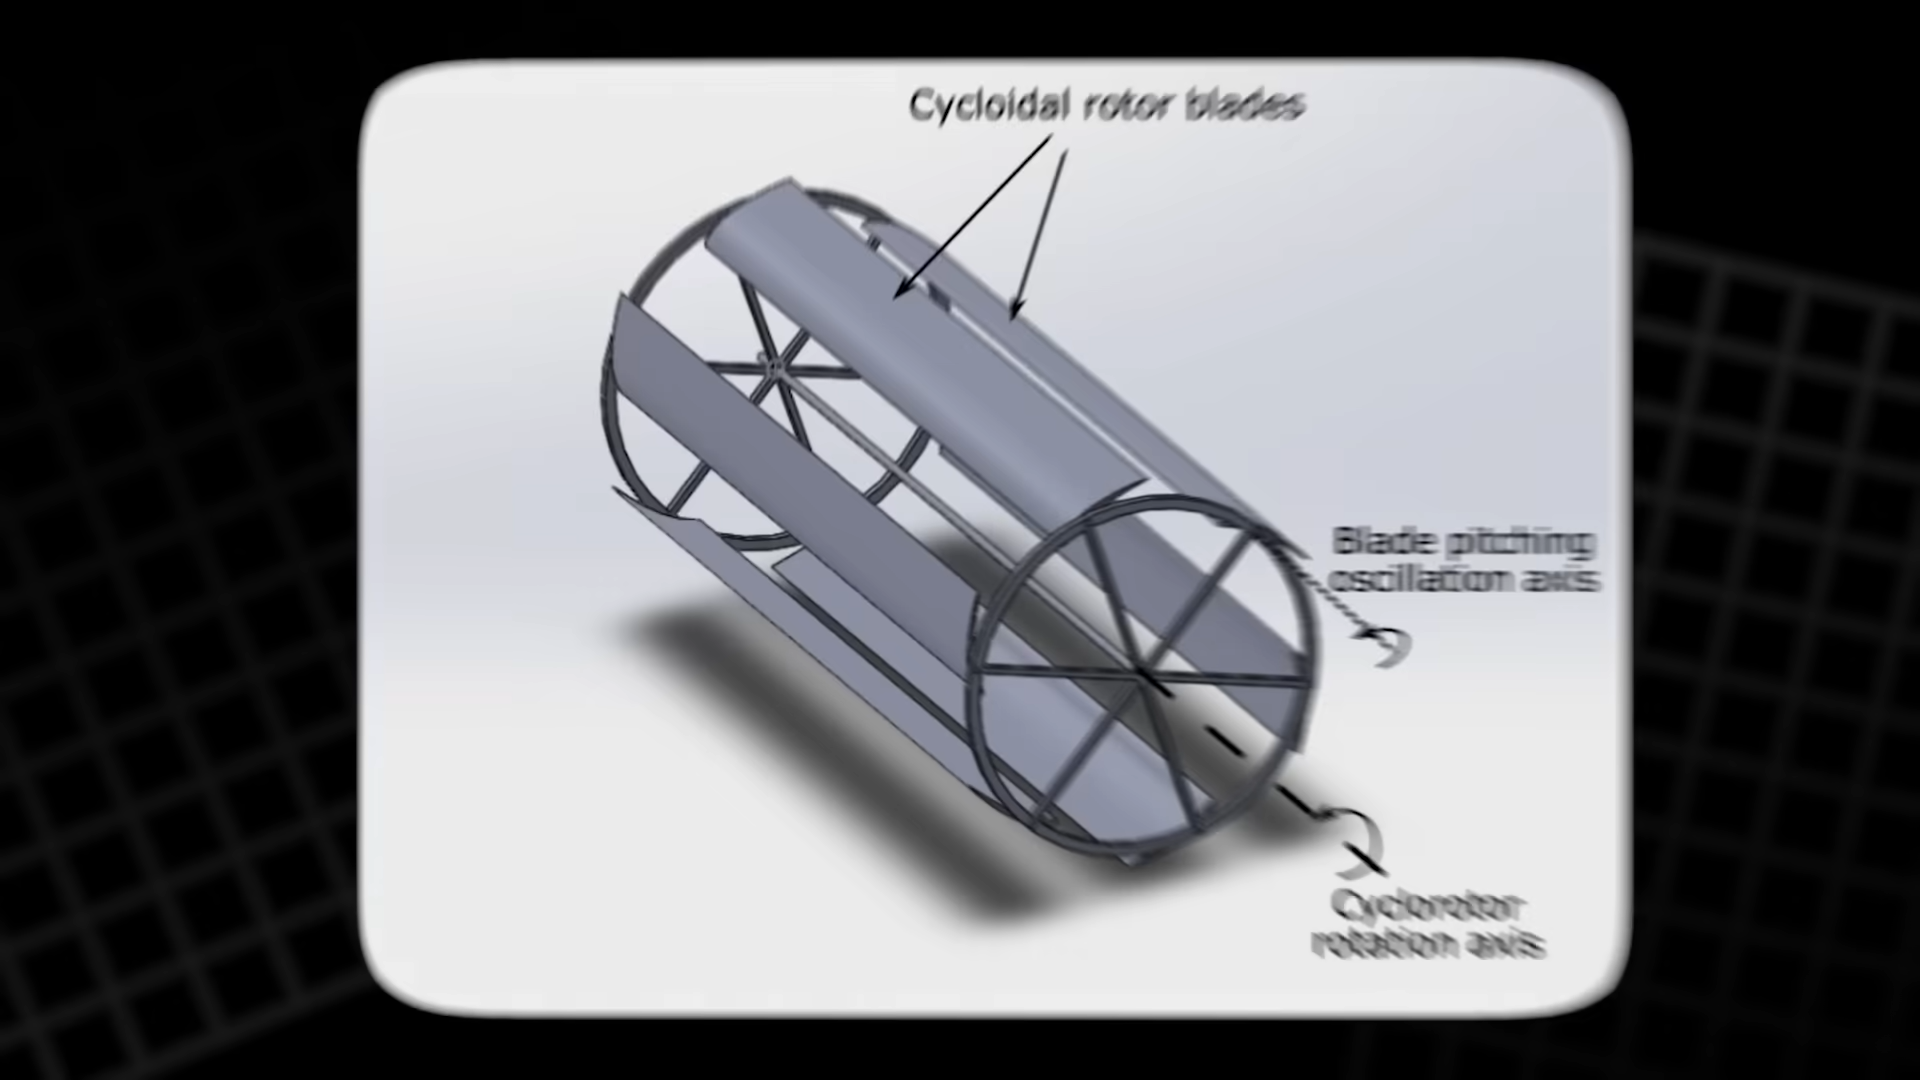 Cycloidal rotor blades
Blade pitching
oscillation axis
Cyclorotor
rotation axis